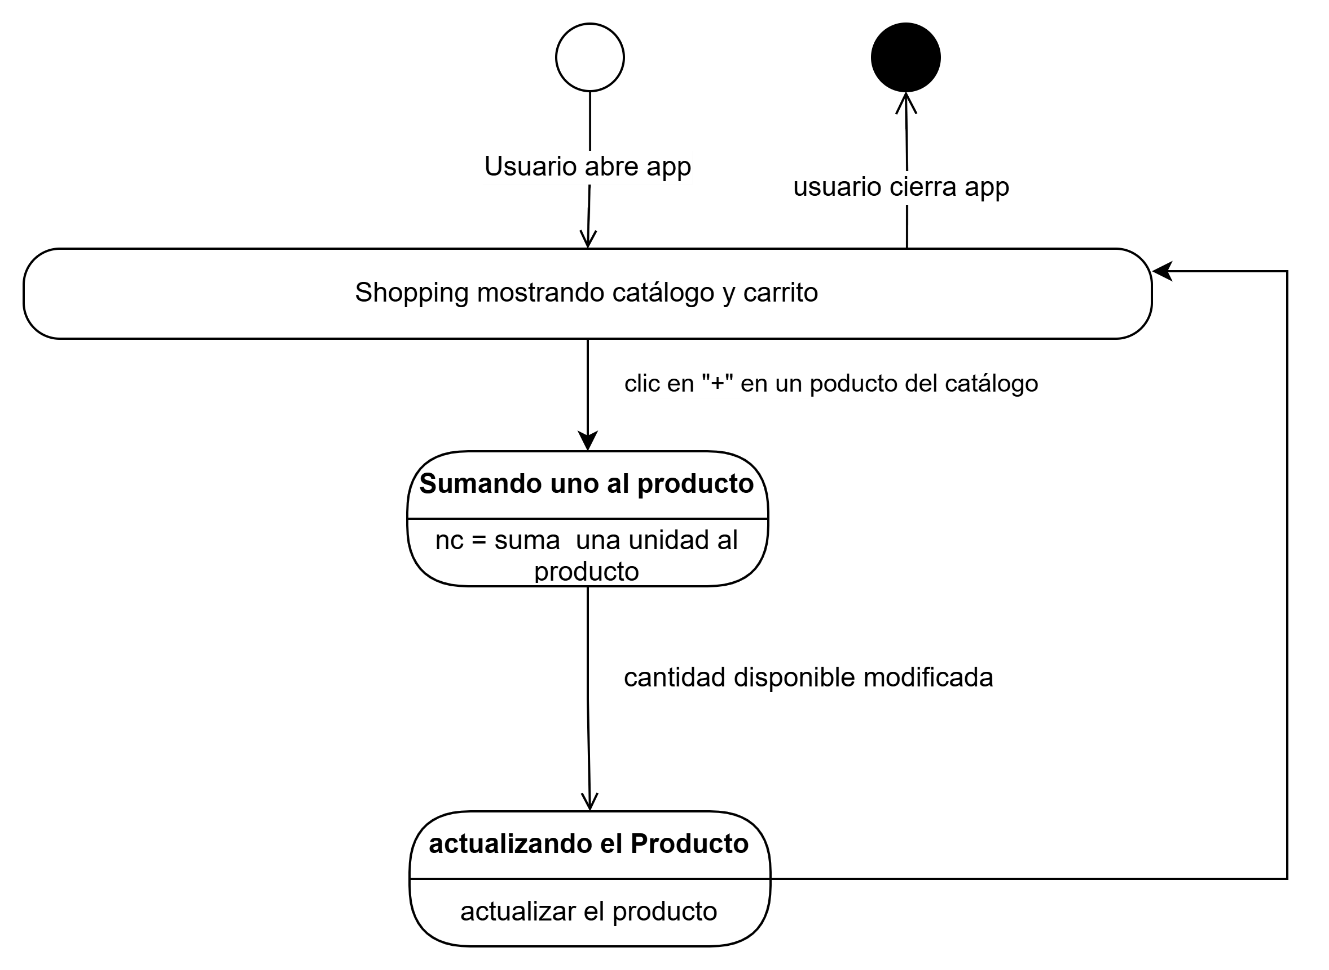 Usuario abre app
usuario cierra app
Shopping mostrando catálogo y carrito
clic en "+" en un poducto del catálogo
Sumando uno al producto
nc = suma  una unidad al
producto
cantidad disponible modificada
actualizando el Producto
actualizar el producto